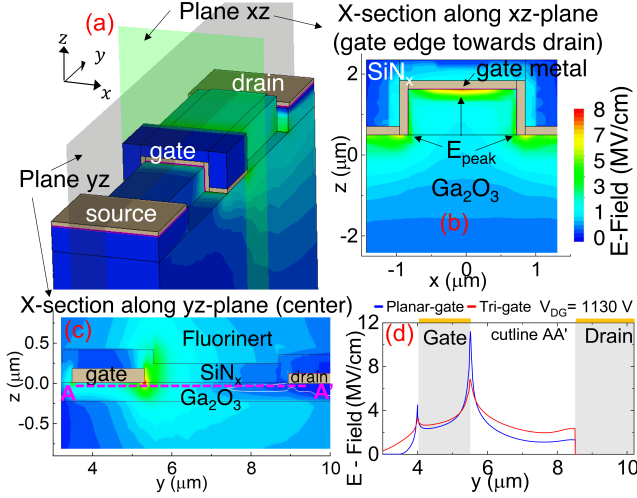 (a)
Plane xz
z
y
x
drain
gate
Plane yz
source
X-section along xz-plane
(gate edge towards drain)
SiNₓ
gate metal
E_peak
Ga₂O₃
(b)
z (μm)
2
0
-2
-1
0
1
x (μm)
8
7
6
5
4
3
2
1
0
E-Field (MV/cm)
X-section along yz-plane (center)
(c)
Fluorinert
gate
SiNₓ
drain
A
A'
Ga₂O₃
z (μm)
0.5
0.0
-0.5
4
6
8
10
y (μm)
Planar-gate
Tri-gate
V_DG= 1130 V
(d)
cutline AA'
Gate
Drain
E - Field (MV/cm)
12
8
4
0
4
6
8
10
y (μm)